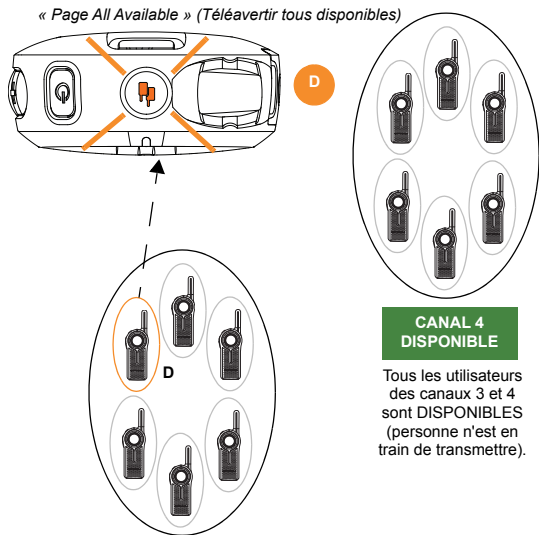 « Page All Available » (Téléavertir tous disponibles)
D
D
CANAL 4
DISPONIBLE
Tous les utilisateurs
des canaux 3 et 4
sont DISPONIBLES
(personne n'est en
train de transmettre).